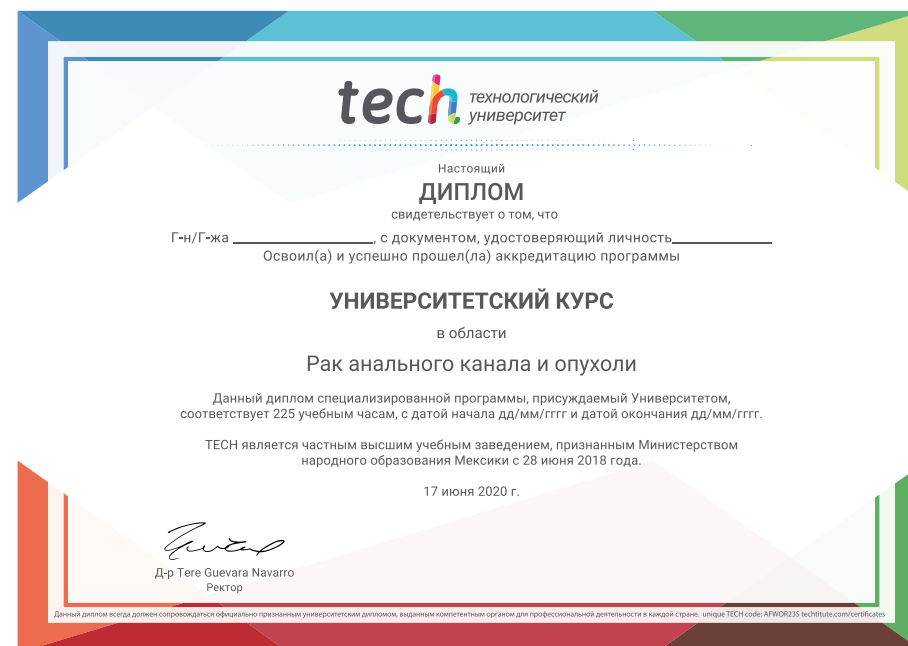 tech технологический
университет
Настоящий
ДИПЛОМ
свидетельствует о том, что
Г-н/Г-жа ____________________, с документом, удостоверяющий личность______________
Освоил(а) и успешно прошел(ла) аккредитацию программы
УНИВЕРСИТЕТСКИЙ КУРС
в области
Рак анального канала и опухоли
Данный диплом специализированной программы, присуждаемый Университетом,
соответствует 225 учебным часам, с датой начала дд/мм/гггг и датой окончания дд/мм/гггг.
TECH является частным высшим учебным заведением, признанным Министерством
народного образования Мексики с 28 июня 2018 года.
17 июня 2020 г.
Д-р Tere Guevara Navarro
Ректор
Данный диплом всегда должен сопровождаться официально признанным университетским дипломом, выданным компетентным органом для профессиональной деятельности в каждой стране. unique TECH code: AFWOR23S techtitute.com/certificates